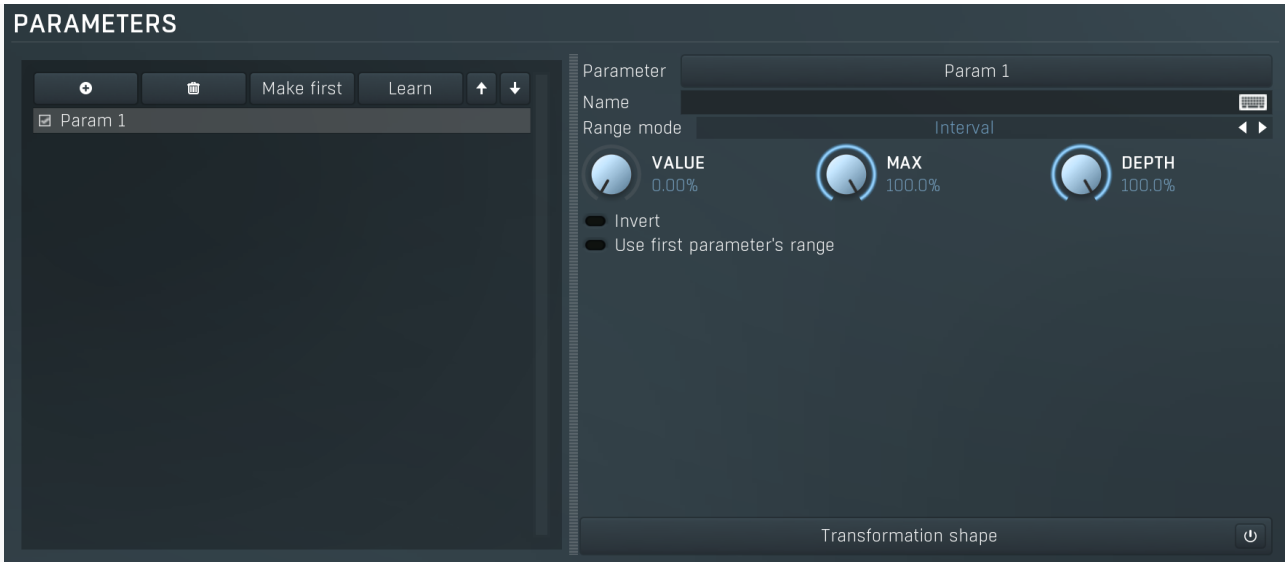 PARAMETERS
Make first Learn
Param 1
Parameter Param 1
Name
Range mode Interval
VALUE MAX DEPTH
0.00% 100.0% 100.0%
Invert
Use first parameter's range
Transformation shape